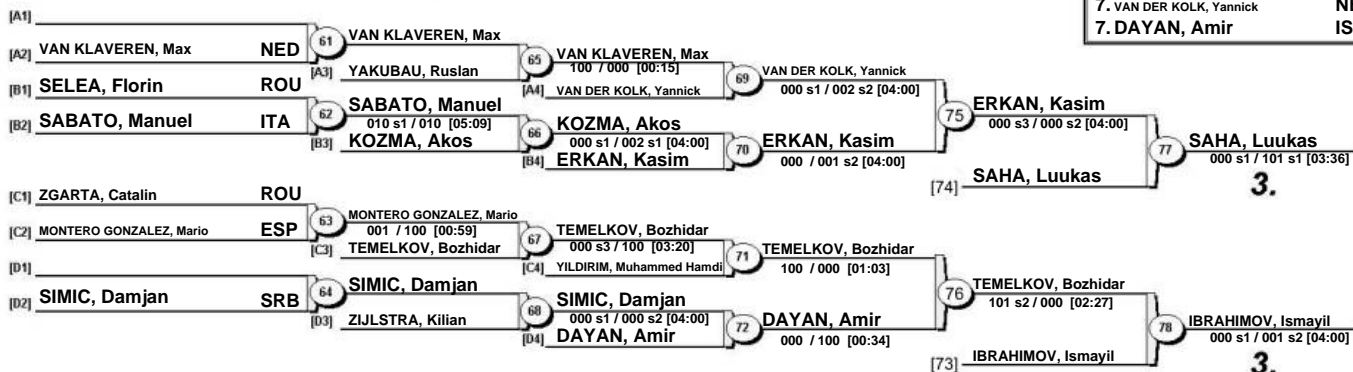 7. VAN DER KOLK, Yannick
7. DAYAN, Amir
[A1]
[A2] VAN KLAVEREN, Max NED
61
VAN KLAVEREN, Max
[A3] YAKUBAU, Ruslan
65
VAN KLAVEREN, Max
100 / 000 [00:15]
[A4] VAN DER KOLK, Yannick
69
VAN DER KOLK, Yannick
000 s1 / 002 s2 [04:00]
[B1] SELEA, Florin ROU
[B2] SABATO, Manuel ITA
62
SABATO, Manuel
010 s1 / 010 [05:09]
[B3] KOZMA, Akos
66
KOZMA, Akos
000 s1 / 002 s1 [04:00]
[B4] ERKAN, Kasim
70
ERKAN, Kasim
000 / 001 s2 [04:00]
75
ERKAN, Kasim
000 s3 / 000 s2 [04:00]
[74] SAHA, Luukas
77
SAHA, Luukas
000 s1 / 101 s1 [03:36]
3.
[C1] ZGARTA, Catalin ROU
[C2] MONTERO GONZALEZ, Mario ESP
63
MONTERO GONZALEZ, Mario
001 / 100 [00:59]
[C3] TEMELKOV, Bozhidar
67
TEMELKOV, Bozhidar
000 s3 / 100 [03:20]
[C4] YILDIRIM, Muhammed Hamdi
71
TEMELKOV, Bozhidar
100 / 000 [01:03]
[D1]
[D2] SIMIC, Damjan SRB
64
SIMIC, Damjan
[D3] ZIJLSTRA, Kilian
68
SIMIC, Damjan
000 s1 / 000 s2 [04:00]
[D4] DAYAN, Amir
72
DAYAN, Amir
000 / 100 [00:34]
76
TEMELKOV, Bozhidar
101 s2 / 000 [02:27]
[73] IBRAHIMOV, Ismayil
78
IBRAHIMOV, Ismayil
000 s1 / 001 s2 [04:00]
3.